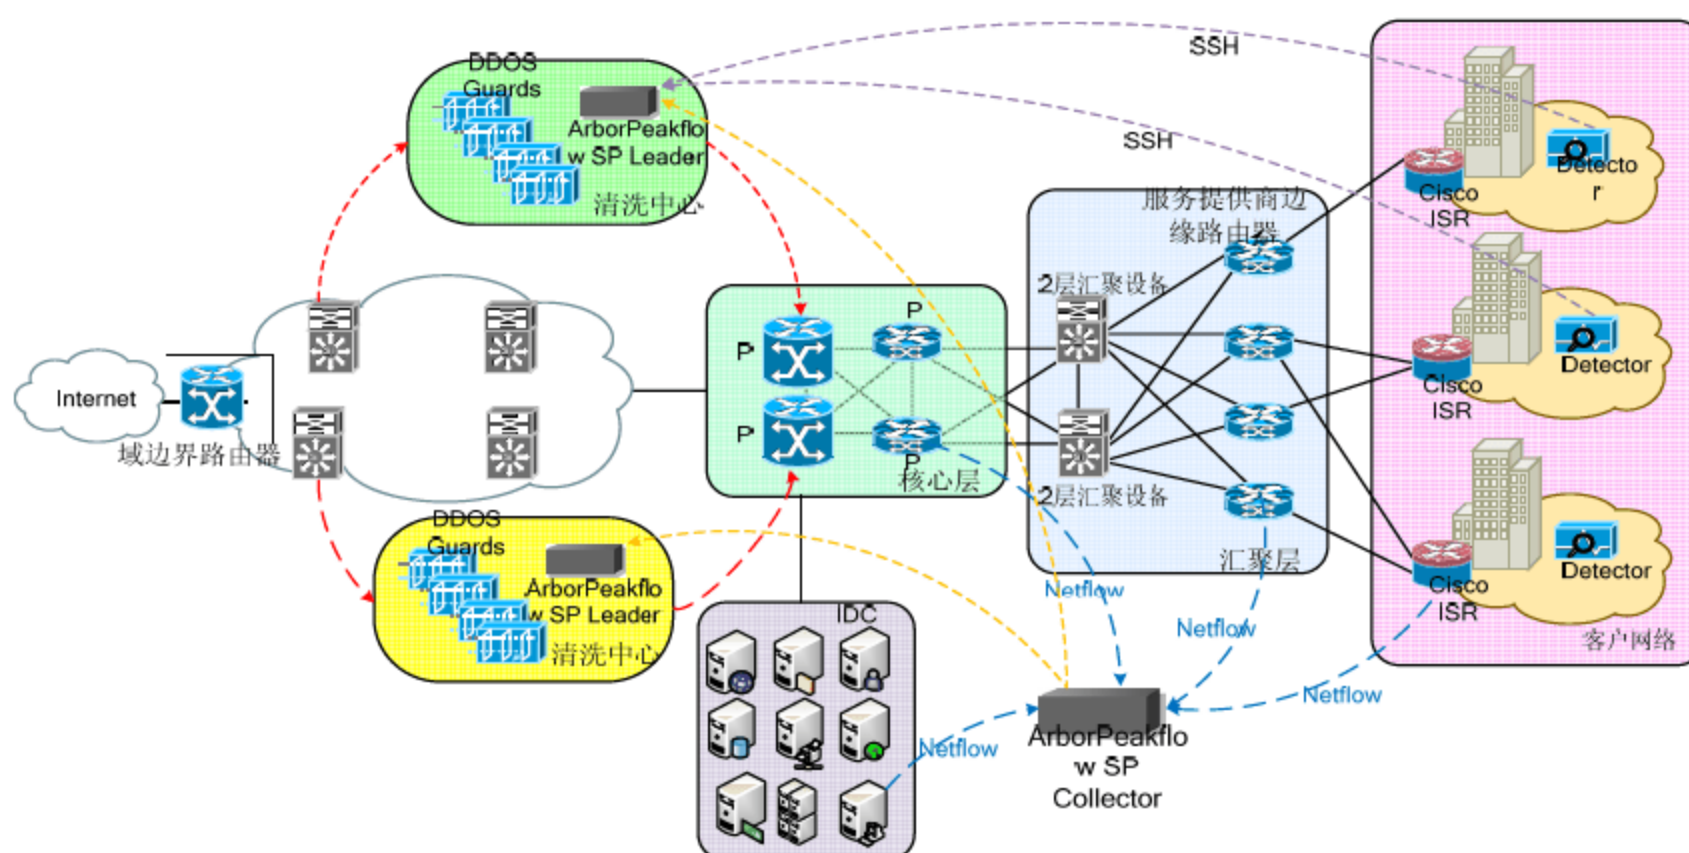 SSH
SSH
DDOS
Guards
ArborPeakflo
w SP Leader
清洗中心
服务提供商边
缘路由器
2层汇聚设备
2层汇聚设备
汇聚层
Cisco
ISR
Detecto
r
Cisco
ISR
Detector
Cisco
ISR
Detector
客户网络
Internet
域边界路由器
P
P
P
P
核心层
DDOS
Guards
ArborPeakflo
w SP Leader
清洗中心
IDC
Netflow
Netflow
Netflow
Netflow
ArborPeakflo
w SP
Collector